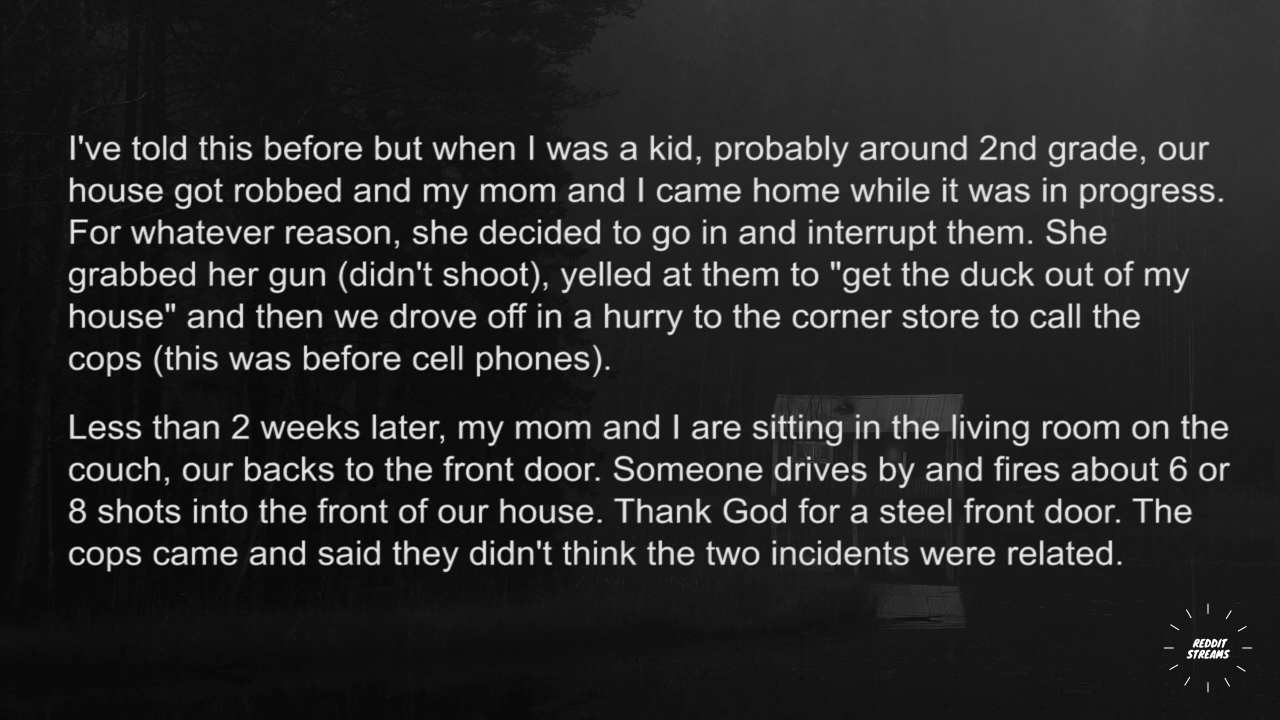 I've told this before but when I was a kid, probably around 2nd grade, our
house got robbed and my mom and I came home while it was in progress.
For whatever reason, she decided to go in and interrupt them. She
grabbed her gun (didn't shoot), yelled at them to "get the duck out of my
house" and then we drove off in a hurry to the corner store to call the
cops (this was before cell phones).
Less than 2 weeks later, my mom and I are sitting in the living room on the
couch, our backs to the front door. Someone drives by and fires about 6 or
8 shots into the front of our house. Thank God for a steel front door. The
cops came and said they didn't think the two incidents were related.
REDDIT
STREAMS